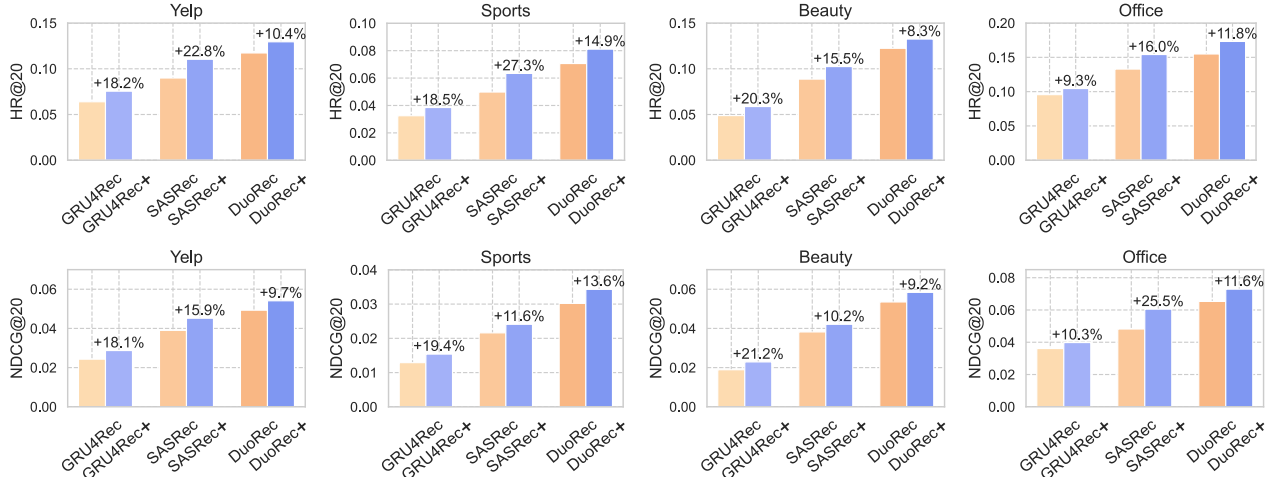 Yelp
HR@20
0.15
0.10
0.05
0.00
+18.2%
+22.8%
+10.4%
GRU4Rec
GRU4Rec+
SASRec
SASRec+
DuoRec
DuoRec+
Sports
HR@20
0.10
0.08
0.06
0.04
0.02
0.00
+18.5%
+27.3%
+14.9%
GRU4Rec
GRU4Rec+
SASRec
SASRec+
DuoRec
DuoRec+
Beauty
HR@20
0.15
0.10
0.05
0.00
+20.3%
+15.5%
+8.3%
GRU4Rec
GRU4Rec+
SASRec
SASRec+
DuoRec
DuoRec+
Office
HR@20
0.20
0.15
0.10
0.05
0.00
+9.3%
+16.0%
+11.8%
GRU4Rec
GRU4Rec+
SASRec
SASRec+
DuoRec
DuoRec+
Yelp
NDCG@20
0.06
0.04
0.02
0.00
+18.1%
+15.9%
+9.7%
GRU4Rec
GRU4Rec+
SASRec
SASRec+
DuoRec
DuoRec+
Sports
NDCG@20
0.04
0.03
0.02
0.01
0.00
+19.4%
+11.6%
+13.6%
GRU4Rec
GRU4Rec+
SASRec
SASRec+
DuoRec
DuoRec+
Beauty
NDCG@20
0.06
0.04
0.02
0.00
+21.2%
+10.2%
+9.2%
GRU4Rec
GRU4Rec+
SASRec
SASRec+
DuoRec
DuoRec+
Office
NDCG@20
0.08
0.06
0.04
0.02
0.00
+10.3%
+25.5%
+11.6%
GRU4Rec
GRU4Rec+
SASRec
SASRec+
DuoRec
DuoRec+